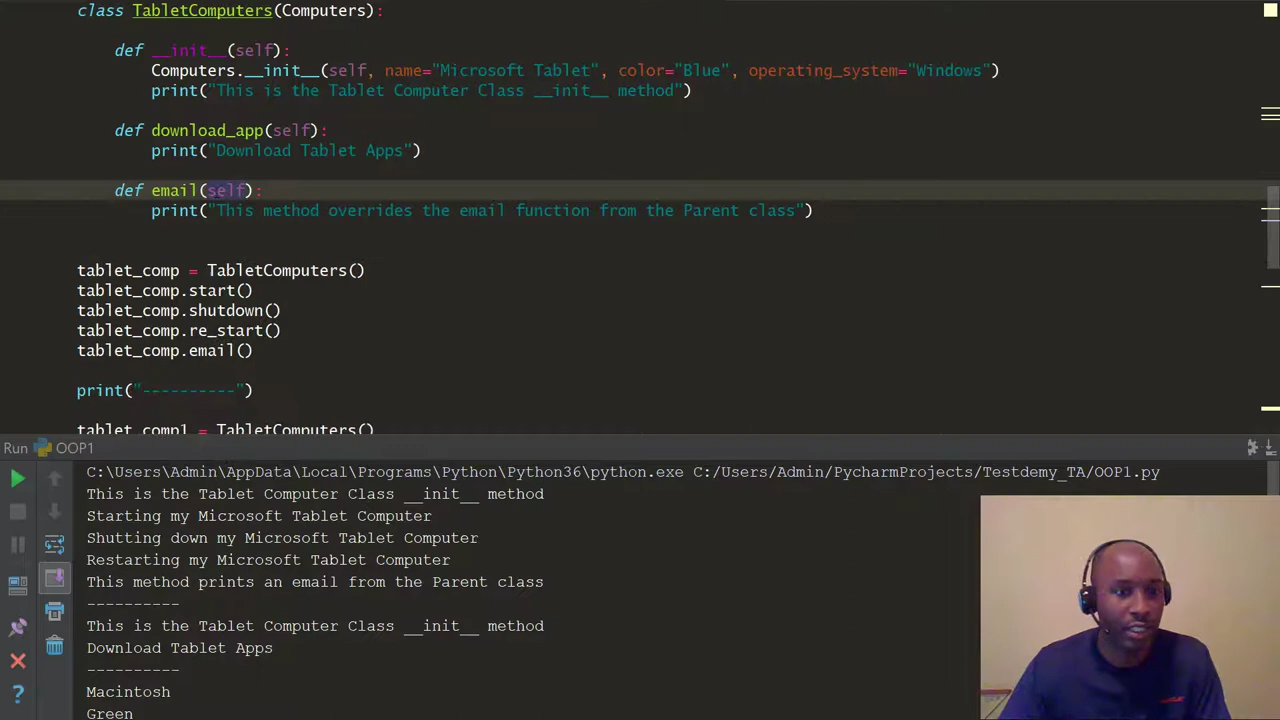 class TabletComputers(Computers):
def __init__(self):
Computers.__init__(self, name="Microsoft Tablet", color="Blue", operating_system="Windows")
print("This is the Tablet Computer Class __init__ method")
def download_app(self):
print("Download Tablet Apps")
def email(self):
print("This method overrides the email function from the Parent class")
tablet_comp = TabletComputers()
tablet_comp.start()
tablet_comp.shutdown()
tablet_comp.re_start()
tablet_comp.email()
print("----------")
tablet_comp1 = TabletComputers()
Run OOP1
C:\Users\Admin\AppData\Local\Programs\Python\Python36\python.exe C:/Users/Admin/PycharmProjects/Testdemy_TA/OOP1.py
This is the Tablet Computer Class __init__ method
Starting my Microsoft Tablet Computer
Shutting down my Microsoft Tablet Computer
Restarting my Microsoft Tablet Computer
This method prints an email from the Parent class
----------
This is the Tablet Computer Class __init__ method
Download Tablet Apps
----------
Macintosh
Green